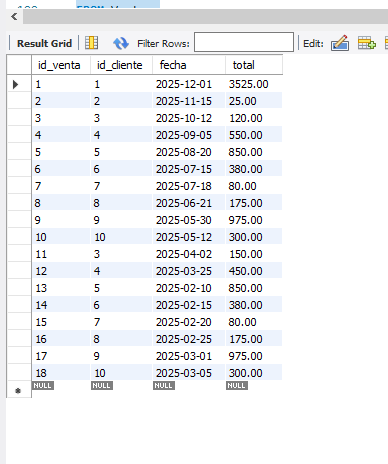 Result Grid Filter Rows: Edit:
id_venta id_cliente fecha total
1 1 2025-12-01 3525.00
2 2 2025-11-15 25.00
3 3 2025-10-12 120.00
4 4 2025-09-05 550.00
5 5 2025-08-20 850.00
6 6 2025-07-15 380.00
7 7 2025-07-18 80.00
8 8 2025-06-21 175.00
9 9 2025-05-30 975.00
10 10 2025-05-12 300.00
11 3 2025-04-02 150.00
12 4 2025-03-25 450.00
13 5 2025-02-10 850.00
14 6 2025-02-15 380.00
15 7 2025-02-20 80.00
16 8 2025-02-25 175.00
17 9 2025-03-01 975.00
18 10 2025-03-05 300.00
NULL NULL NULL NULL